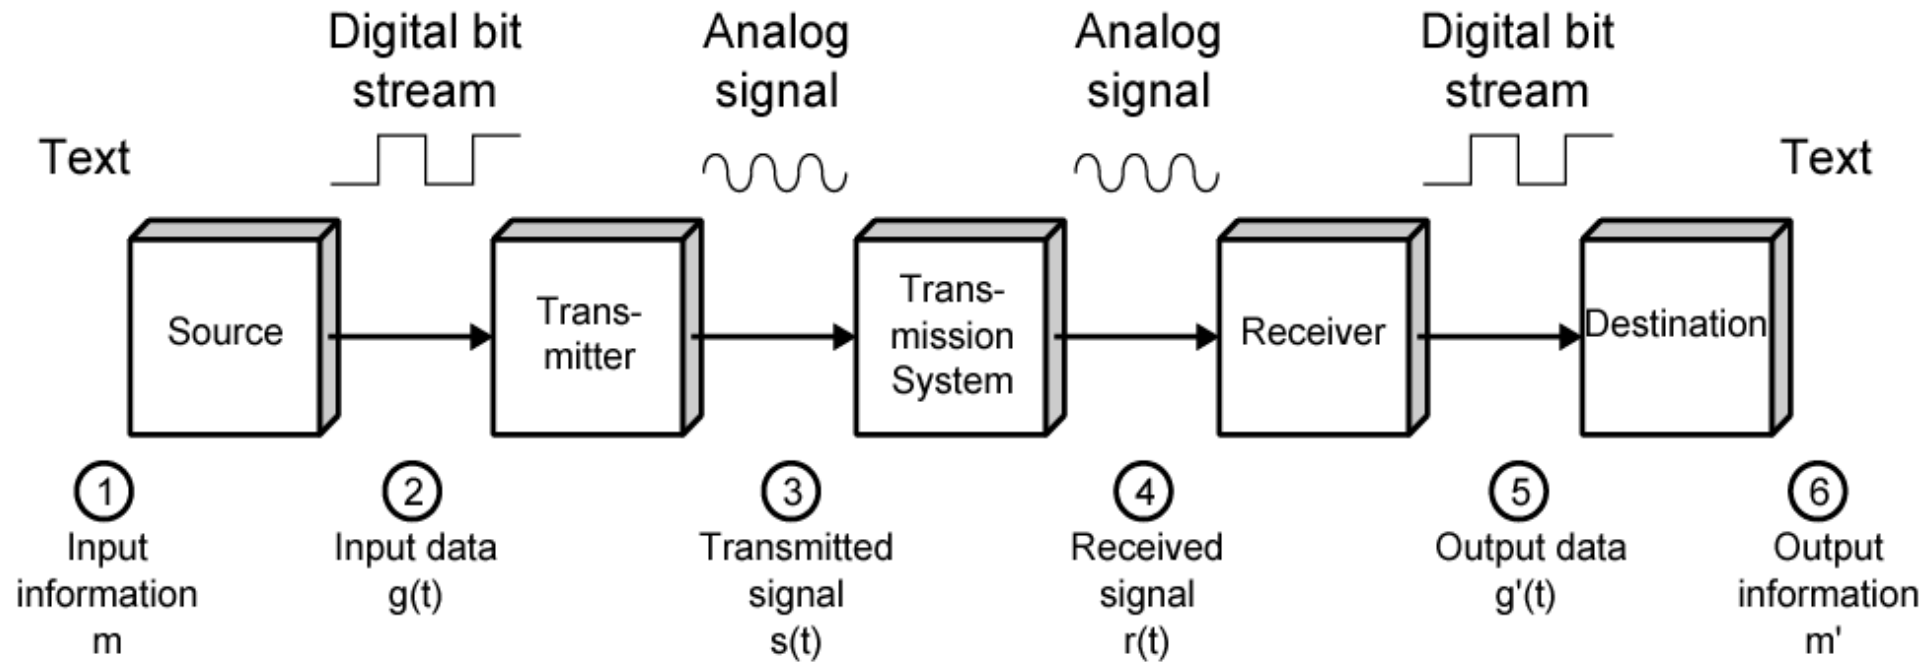 Digital bit
stream
Analog
signal
Analog
signal
Digital bit
stream
Text
Text
Source
Trans-
mitter
Trans-
mission
System
Receiver
Destination
1
Input
information
m
2
Input data
g(t)
3
Transmitted
signal
s(t)
4
Received
signal
r(t)
5
Output data
g'(t)
6
Output
information
m'